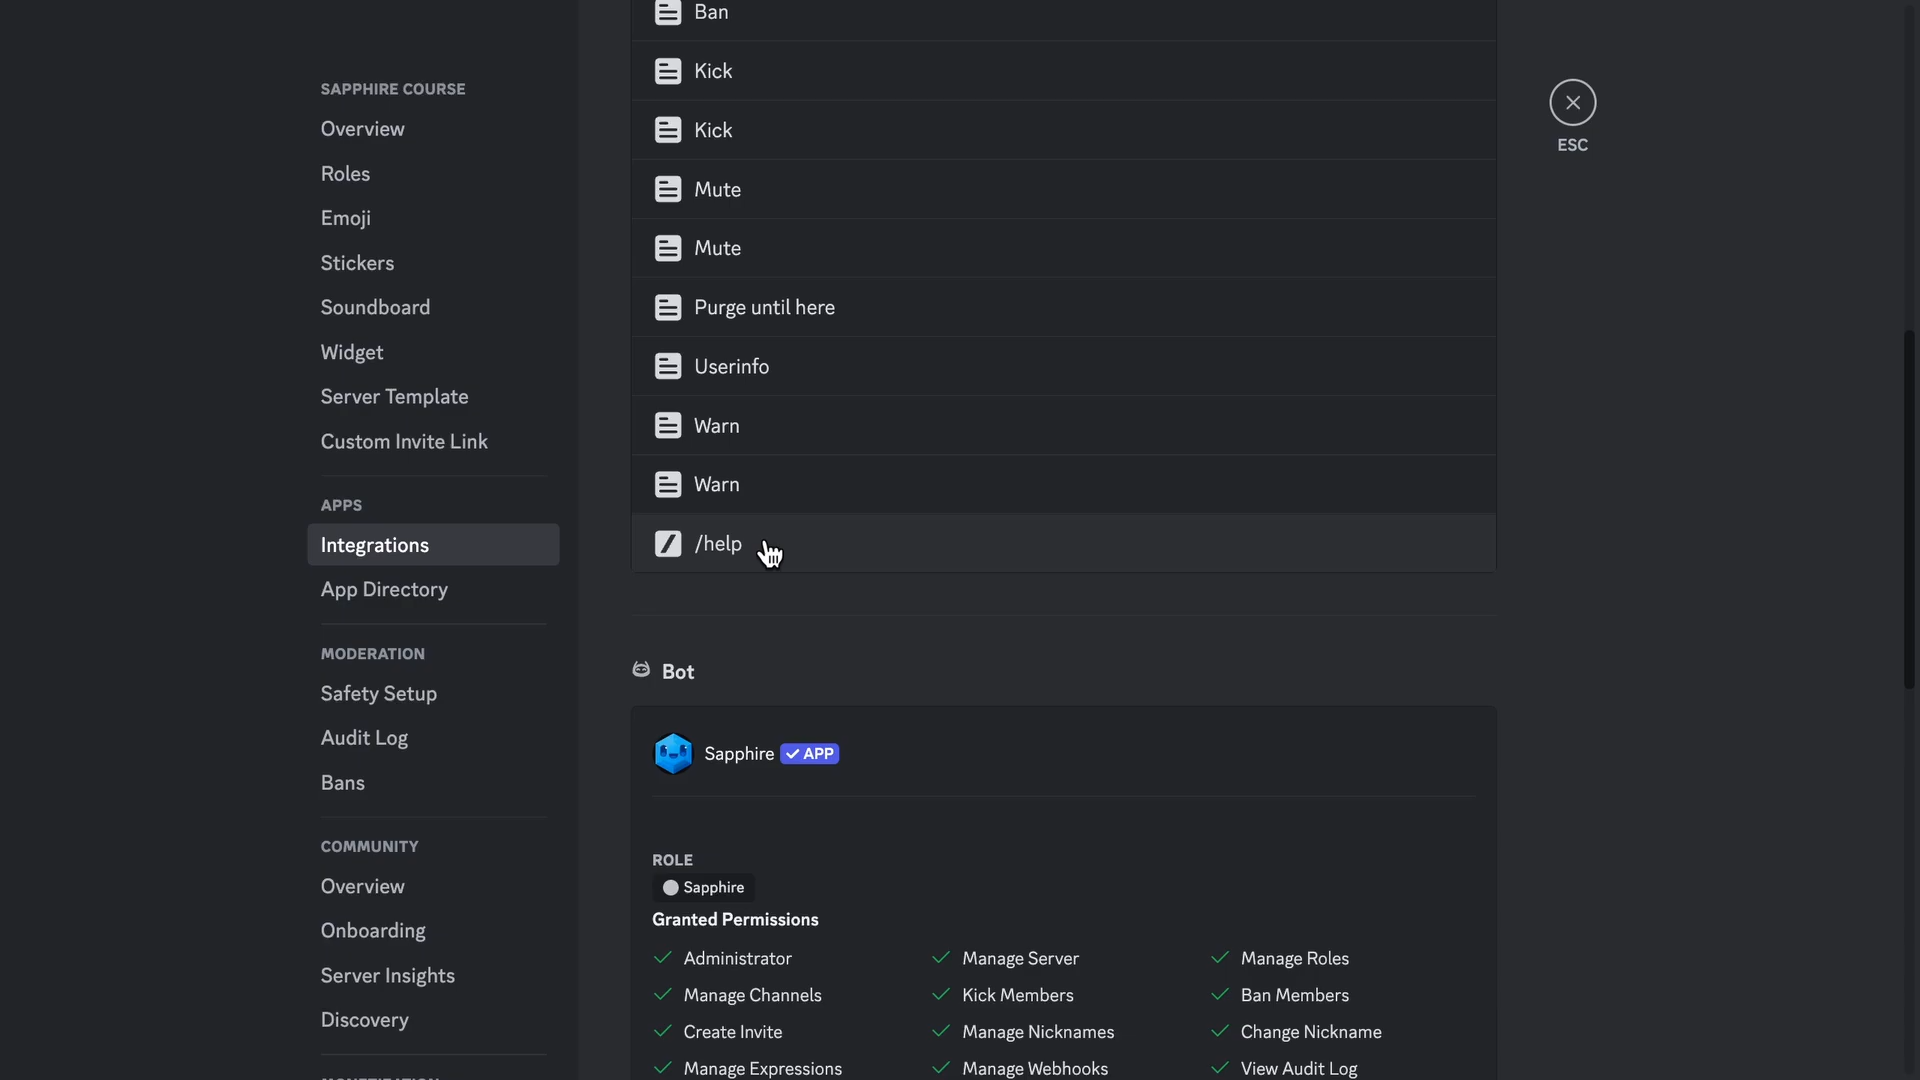 SAPPHIRE COURSE
Overview
Roles
Emoji
Stickers
Soundboard
Widget
Server Template
Custom Invite Link
APPS
Integrations
App Directory
MODERATION
Safety Setup
Audit Log
Bans
COMMUNITY
Overview
Onboarding
Server Insights
Discovery
Ban
Kick
Kick
Mute
Mute
Purge until here
Userinfo
Warn
Warn
/help
Bot
Sapphire APP
ROLE
Sapphire
Granted Permissions
Administrator Manage Server Manage Roles
Manage Channels Kick Members Ban Members
Create Invite Manage Nicknames Change Nickname
Manage Expressions Manage Webhooks View Audit Log
ESC